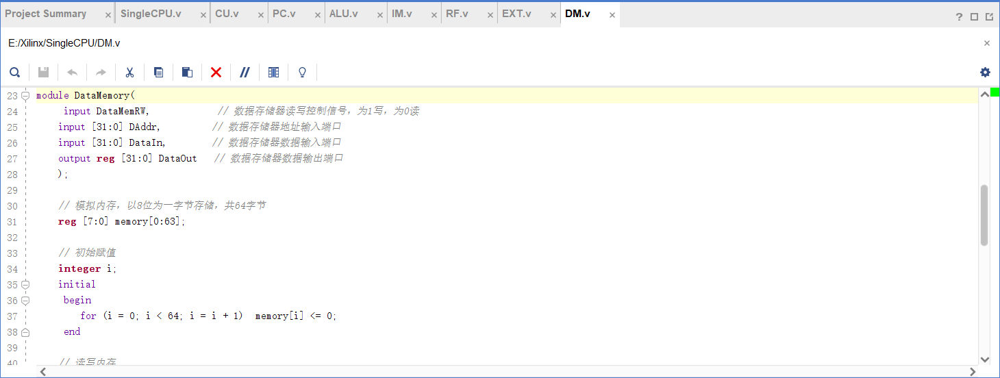 Project Summary × SingleCPU.v × CU.v × PC.v × ALU.v × IM.v × RF.v × EXT.v × DM.v × ?
E:/Xilinx/SingleCPU/DM.v ×
23 module DataMemory(
24 input DataMemRW, // 数据存储器读写控制信号，为1写，为0读
25 input [31:0] DAddr, // 数据存储器地址输入端口
26 input [31:0] DataIn, // 数据存储器数据输入端口
27 output reg [31:0] DataOut // 数据存储器数据输出端口
28 );
29
30 // 模拟内存，以8位为一字节存储，共64字节
31 reg [7:0] memory[0:63];
32
33 // 初始赋值
34 integer i;
35 initial
36 begin
37 for (i = 0; i < 64; i = i + 1) memory[i] <= 0;
38 end
39
40 // 读写内存